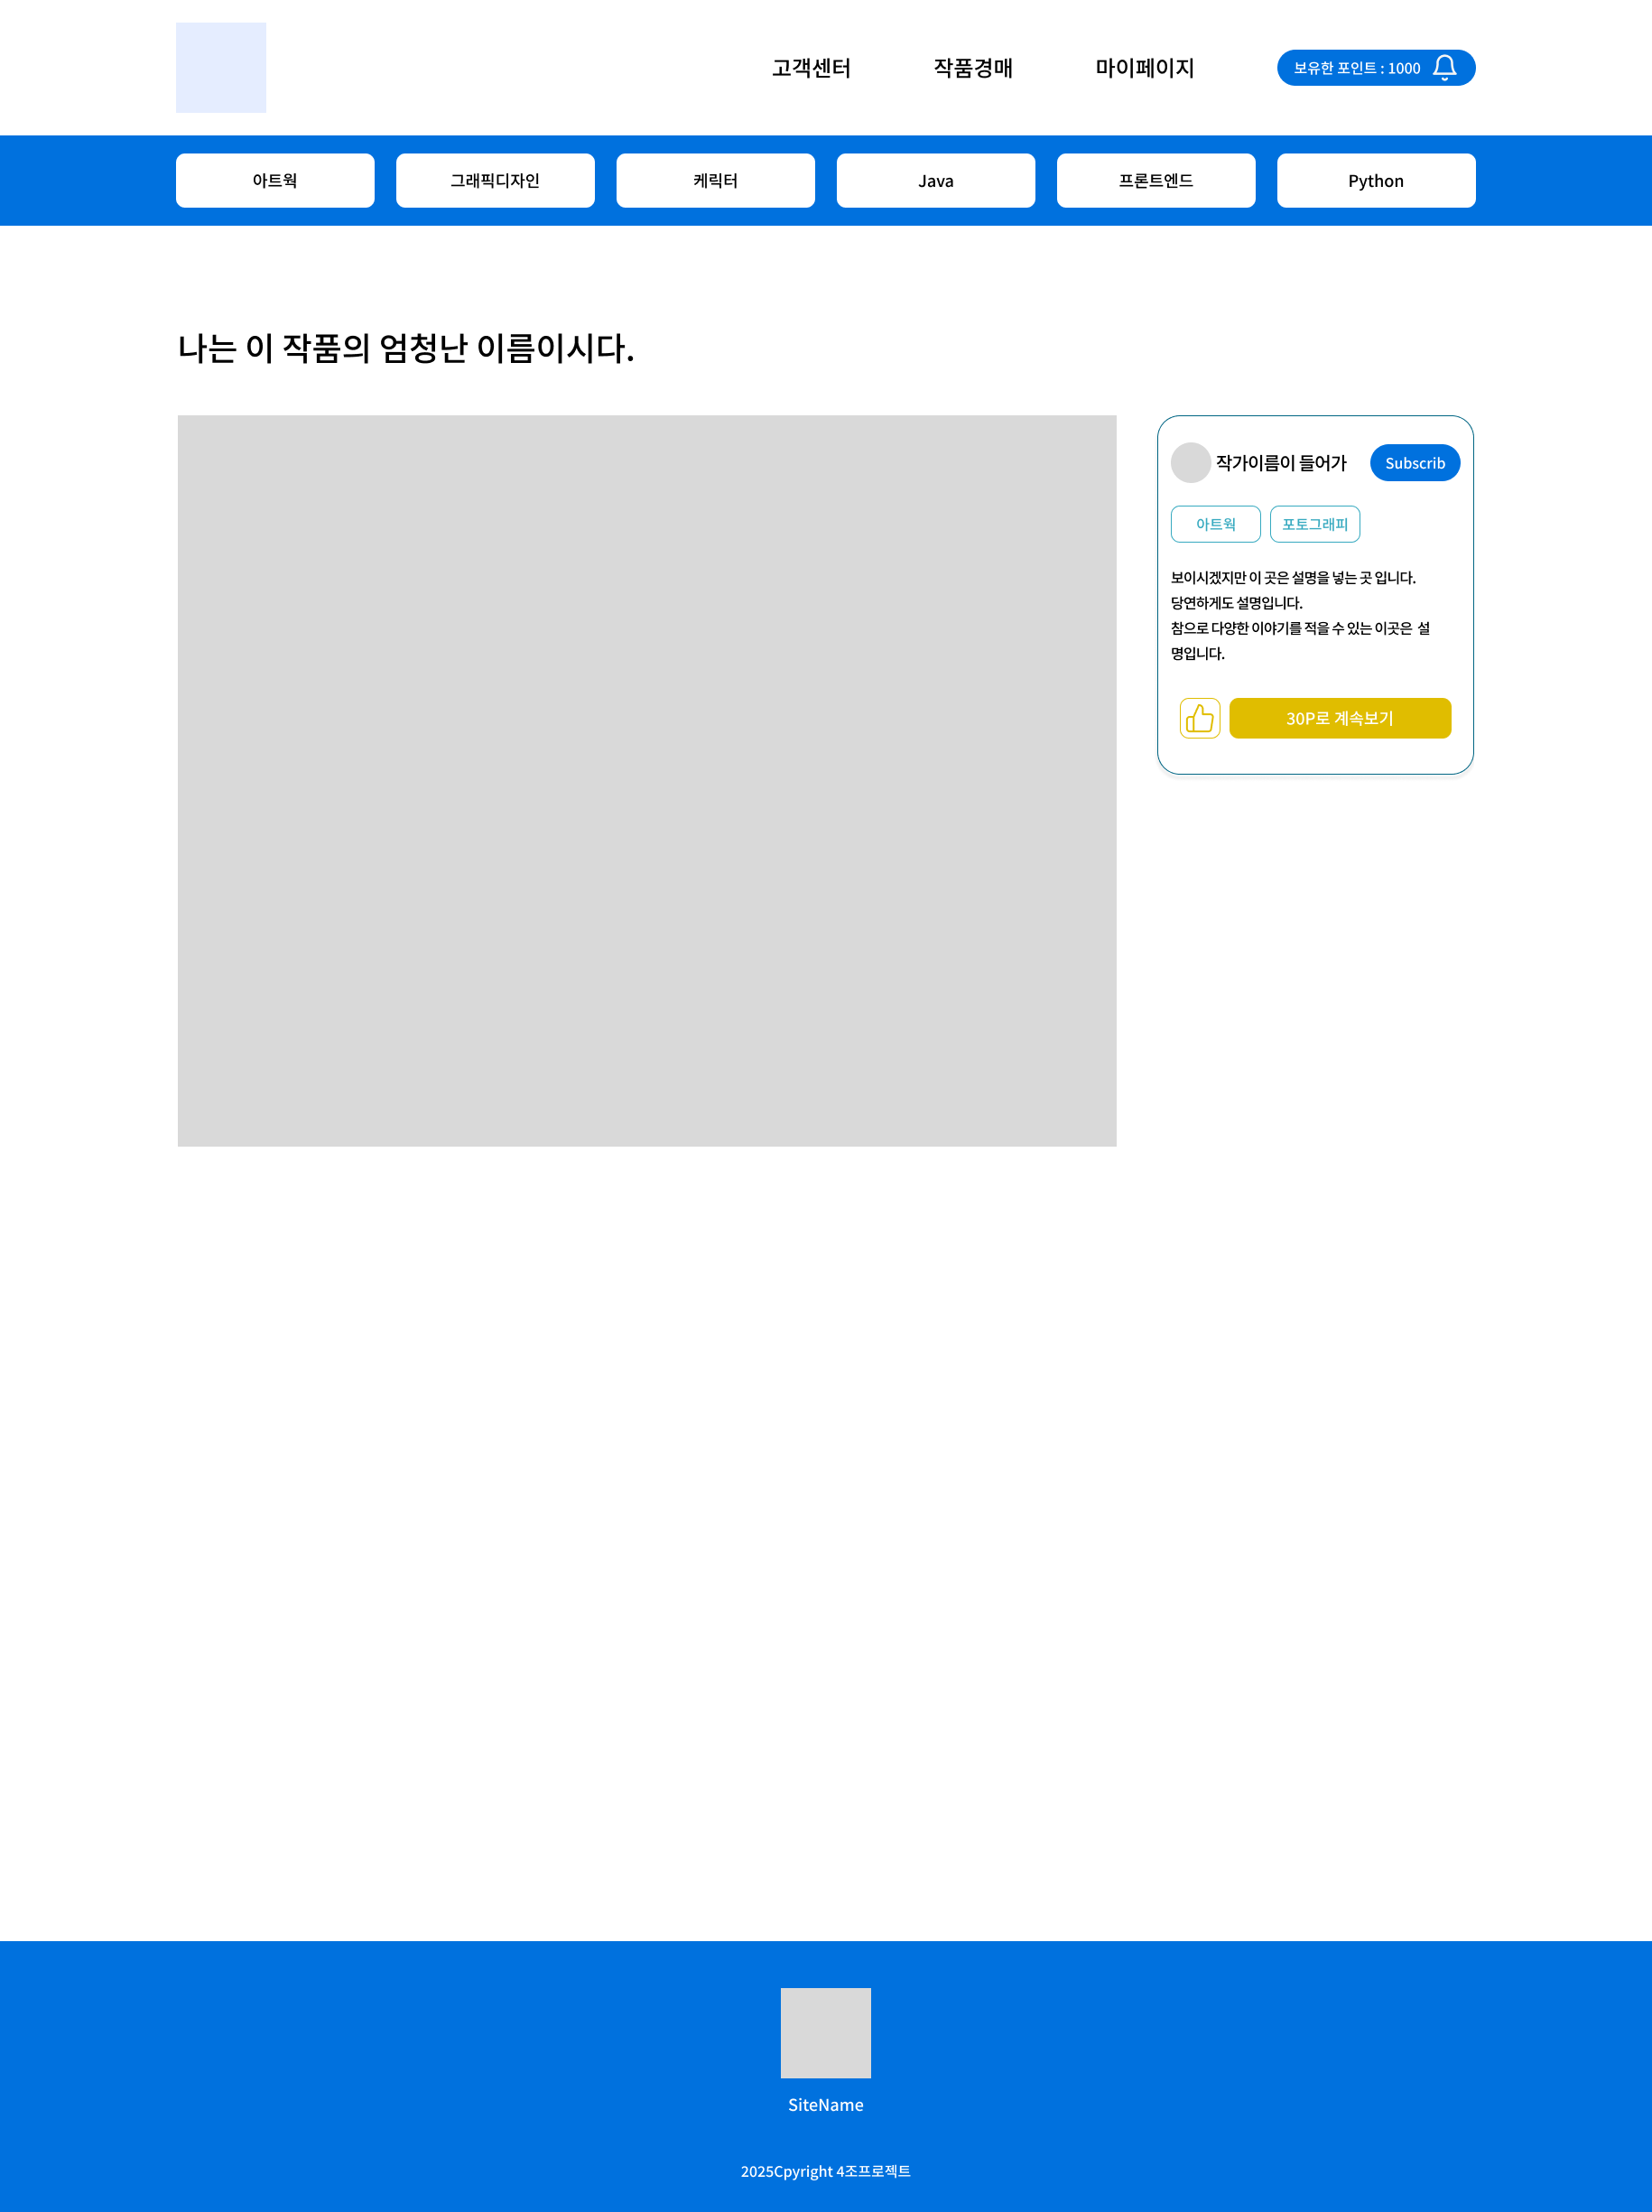 고객센터 작품경매 마이페이지 보유한 포인트 : 1000
아트웍 그래픽디자인 케릭터 Java 프론트엔드 Python
나는 이 작품의 엄청난 이름이시다.
작가이름이 들어가 Subscrib
아트웍 포토그래피
보이시겠지만 이 곳은 설명을 넣는 곳 입니다.
당연하게도 설명입니다.
참으로 다양한 이야기를 적을 수 있는 이곳은 설
명입니다.
30P로 계속보기
SiteName
2025Cpyright 4조프로젝트